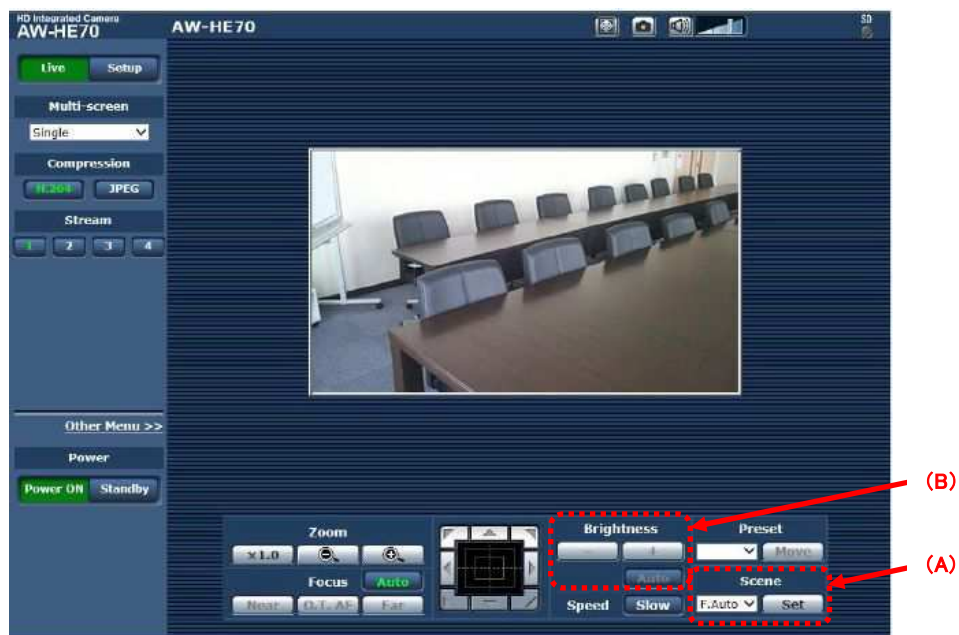 HD Integrated Camera
AW-HE70
AW-HE70
SD
Live Setup
Multi-screen
Single
Compression
H.264 JPEG
Stream
1 2 3 4
Other Menu >>
Power
Power ON Standby
Zoom
×1.0
Focus Auto
Near O.T. AF Far
Brightness
- +
Auto
Speed Slow
Preset
Move
Scene
F.Auto Set
(B)
(A)